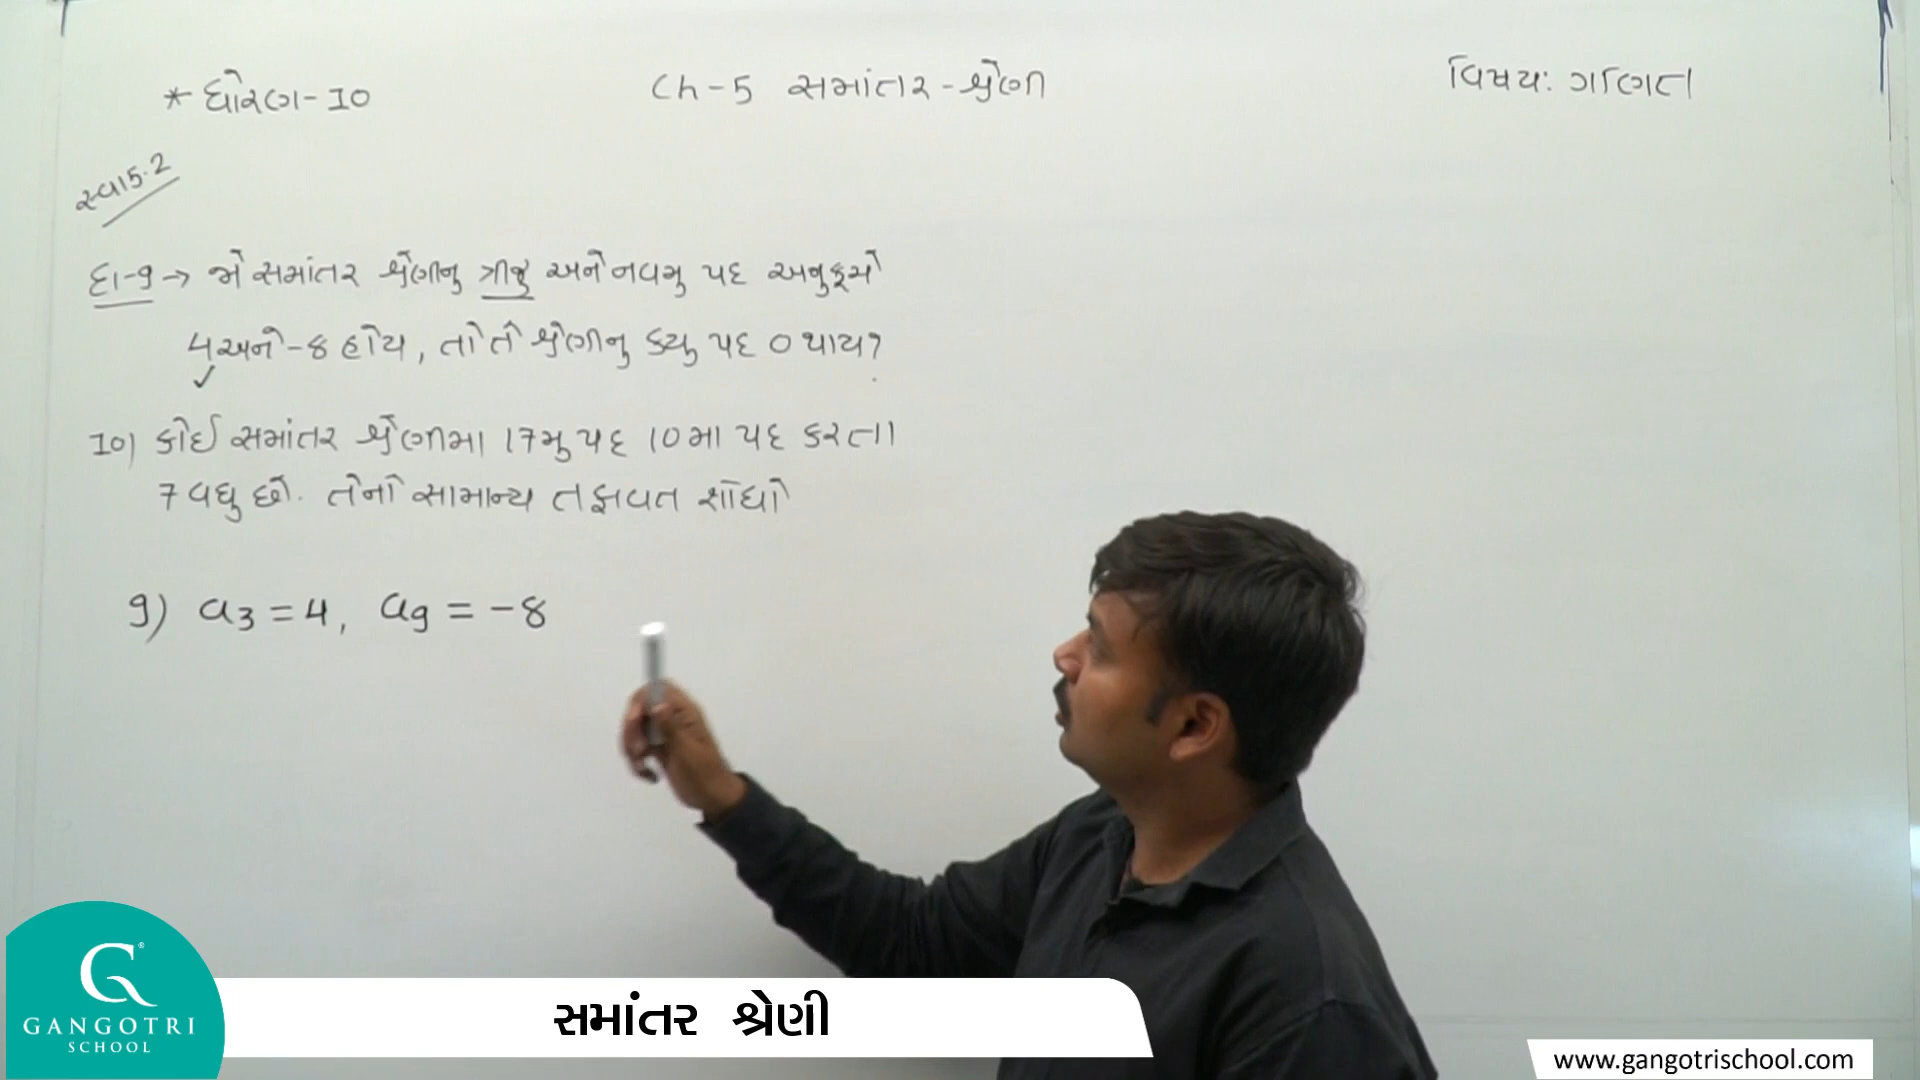 * ધોરણ-10
Ch-5 સમાંતર-શ્રેણી
વિષય: ગણિત
સ્વા 5.2
દા-9 → જો સમાંતર શ્રેણીનુ ત્રીજુ અને નવમુ પદ અનુક્રમે
4 અને -8 હોય, તો તે શ્રેણીનુ કયુ પદ 0 થાય?
10) કોઈ સમાંતર શ્રેણીમા 17મુ પદ 10મા પદ કરતા
7 વધુ છે. તેનો સામાન્ય તફાવત શોધો
9) a₃ = 4, a₉ = -8
GANGOTRI
SCHOOL
સમાંતર શ્રેણી
www.gangotrischool.com